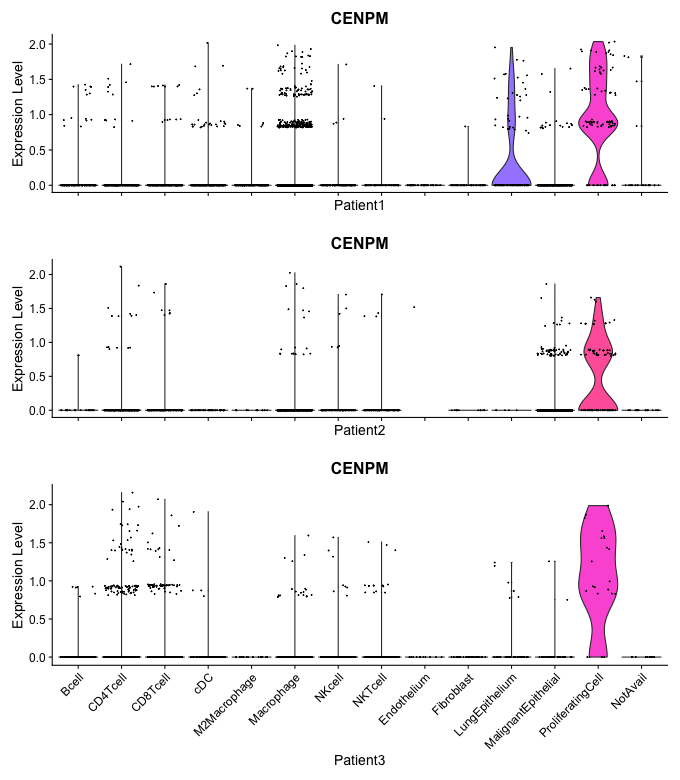 CENPM
2.0
1.5
1.0
0.5
0.0
Expression Level
Patient1
CENPM
2.0
1.5
1.0
0.5
0.0
Expression Level
Patient2
CENPM
2.0
1.5
1.0
0.5
0.0
Expression Level
Bcell
CD4Tcell
CD8Tcell
cDC
M2Macrophage
Macrophage
NKcell
NKTcell
Endothelium
Fibroblast
LungEpithelium
MalignantEpithelial
ProliferatingCell
NotAvail
Patient3